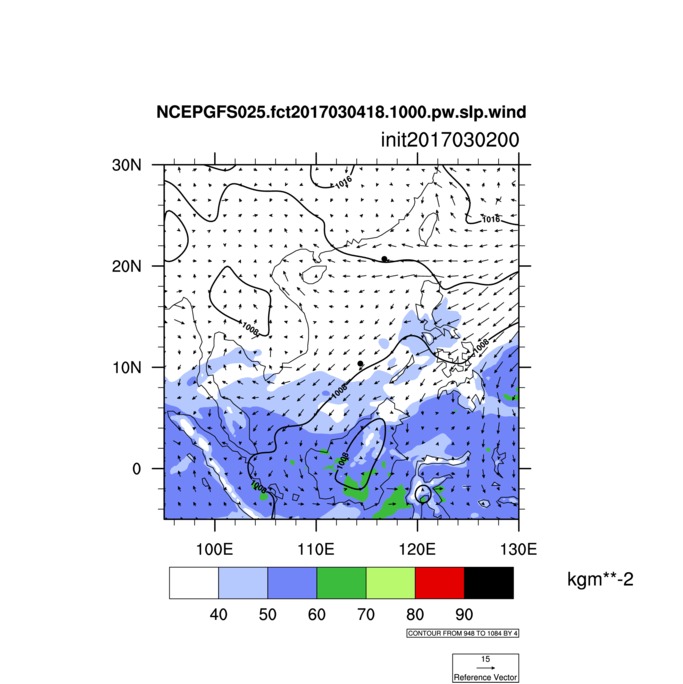 NCEPGFS025.fct2017030418.1000.pw.slp.wind
init2017030200
30N
1016
1016
20N
1008
1008
10N
1008
1008
0
1008
100E 110E 120E 130E
kgm**-2
40 50 60 70 80 90
CONTOUR FROM 948 TO 1084 BY 4
15
Reference Vector